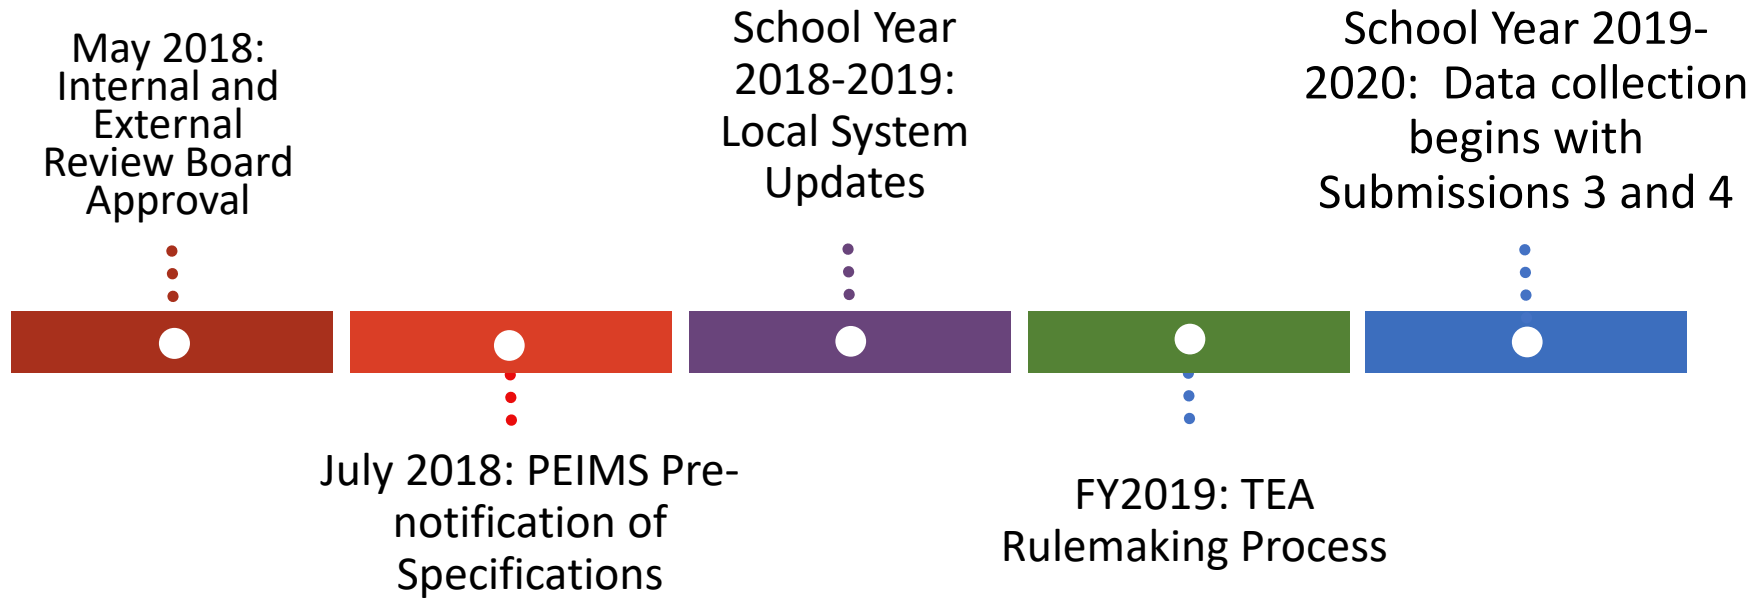 May 2018:
Internal and
External
Review Board
Approval
July 2018: PEIMS Pre-
notification of
Specifications
School Year
2018-2019:
Local System
Updates
FY2019: TEA
Rulemaking Process
School Year 2019-
2020:  Data collection
begins with
Submissions 3 and 4